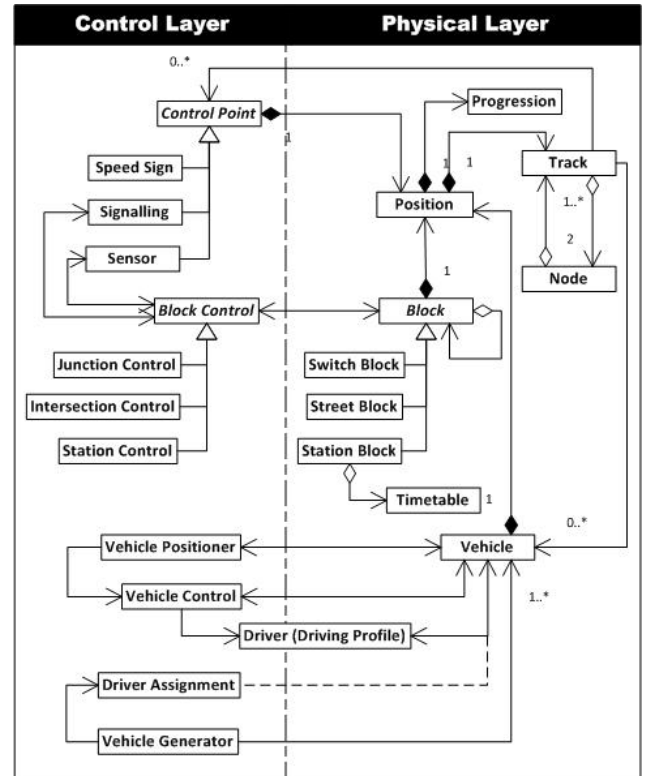 Control Layer
Physical Layer
0..*
Control Point
Progression
1
1
1
Track
Speed Sign
Position
1..*
Signalling
2
Sensor
1
Node
Block Control
Block
Junction Control
Switch Block
Intersection Control
Street Block
Station Control
Station Block
Timetable
1
0..*
Vehicle Positioner
Vehicle
Vehicle Control
1..*
Driver (Driving Profile)
Driver Assignment
Vehicle Generator